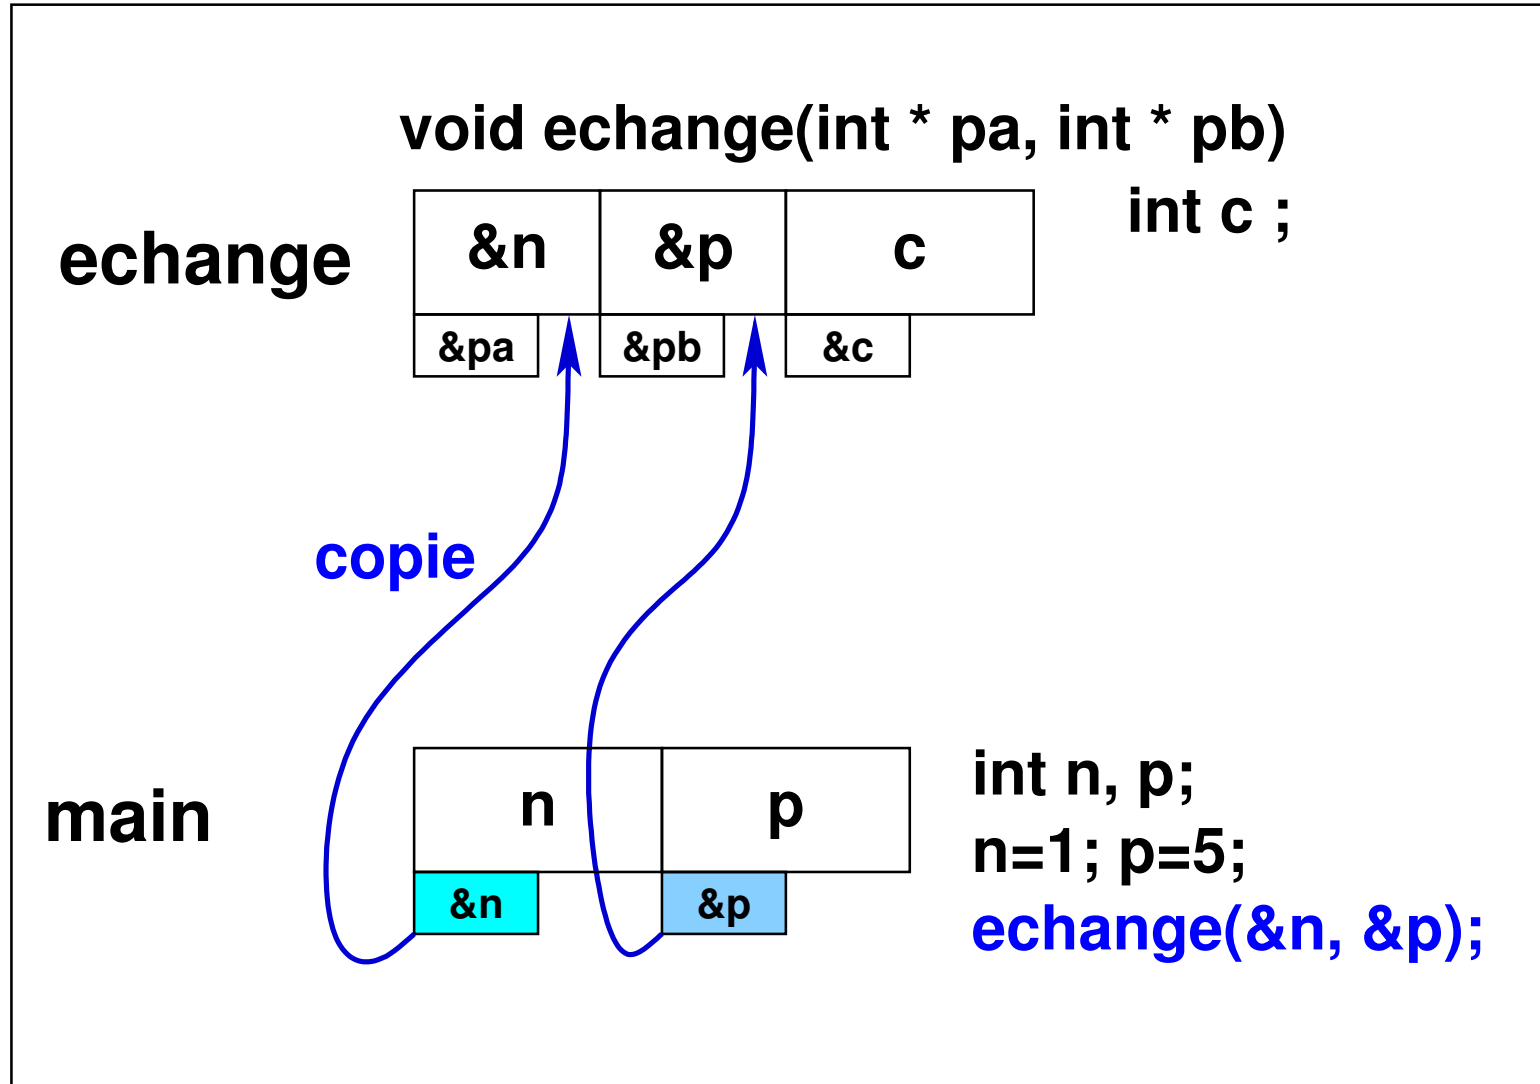 void echange(int * pa, int * pb)
int c ;
echange
&n &p c
&pa &pb &c
copie
main
n p
&n &p
int n, p;
n=1; p=5;
echange(&n, &p);